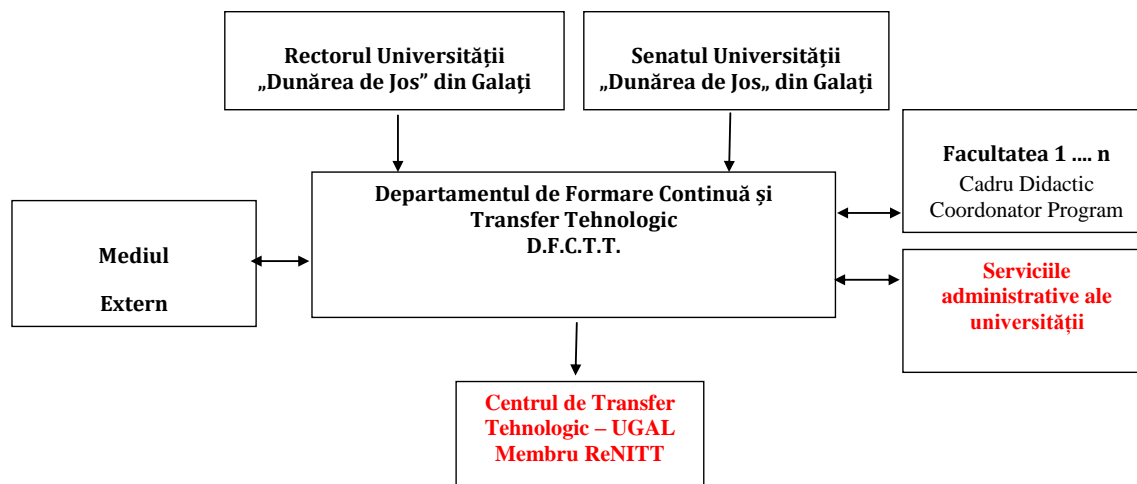 Rectorul Universității
„Dunărea de Jos” din Galați
Senatul Universității
„Dunărea de Jos„ din Galați
Facultatea 1 .... n
Cadru Didactic
Coordonator Program
Departamentul de Formare Continuă și
Transfer Tehnologic
D.F.C.T.T.
Mediul
Extern
Serviciile
administrative ale
universității
Centrul de Transfer
Tehnologic – UGAL
Membru ReNITT